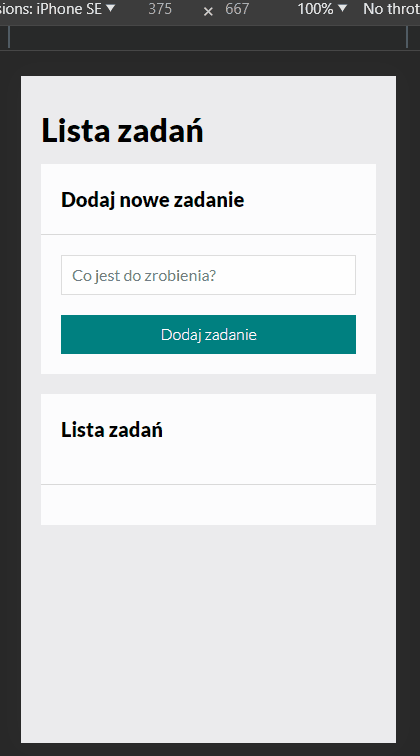 sions: iPhone SE ▼ 375 × 667 100% ▼ No throt
Lista zadań
Dodaj nowe zadanie
Co jest do zrobienia?
Dodaj zadanie
Lista zadań